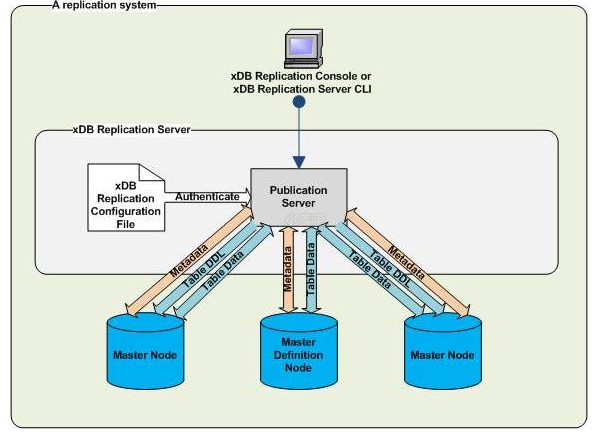 A replication system
xDB Replication Console or
xDB Replication Server CLI
xDB Replication Server
xDB
Replication
Configuration
File
Authenticate
Publication
Server
Metadata
Table DDL
Table Data
Metadata
Table Data
Metadata
Table DDL
Table Data
Master Node
Master
Definition
Node
Master Node